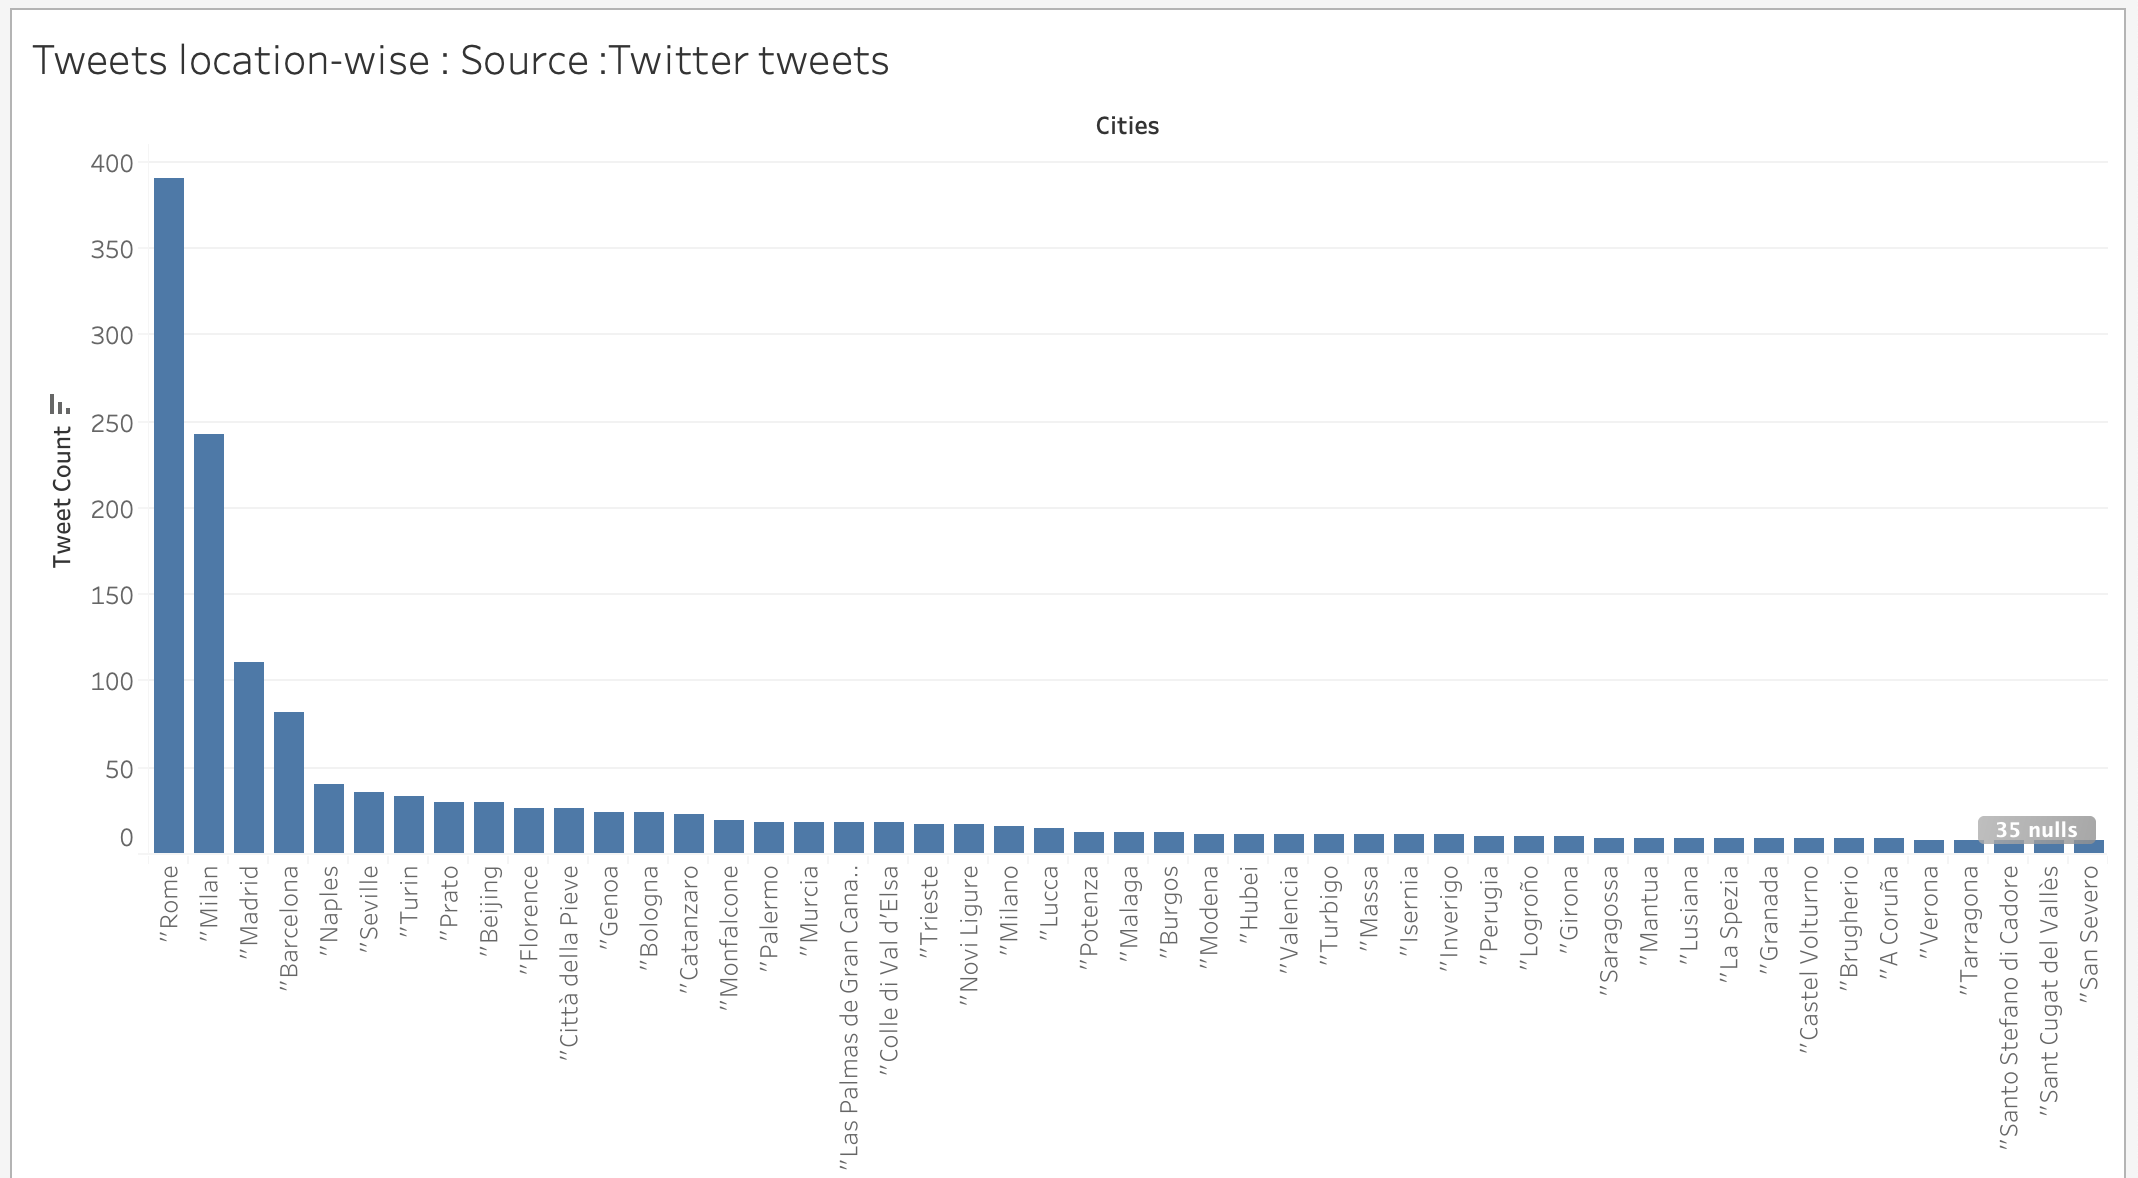 Tweets location-wise : Source :Twitter tweets
Cities
Tweet Count
400
350
300
250
200
150
100
50
0
35 nulls
"Rome
"Milan
"Madrid
"Barcelona
"Naples
"Seville
"Turin
"Prato
"Beijing
"Florence
"Città della Pieve
"Genoa
"Bologna
"Catanzaro
"Monfalcone
"Palermo
"Murcia
"Las Palmas de Gran Cana..
"Colle di Val d'Elsa
"Trieste
"Novi Ligure
"Milano
"Lucca
"Potenza
"Malaga
"Burgos
"Modena
"Hubei
"Valencia
"Turbigo
"Massa
"Isernia
"Inverigo
"Perugia
"Logroño
"Girona
"Saragossa
"Mantua
"Lusiana
"La Spezia
"Granada
"Castel Volturno
"Brugherio
"A Coruña
"Verona
"Tarragona
"Santo Stefano di Cadore
"Sant Cugat del Vallès
"San Severo